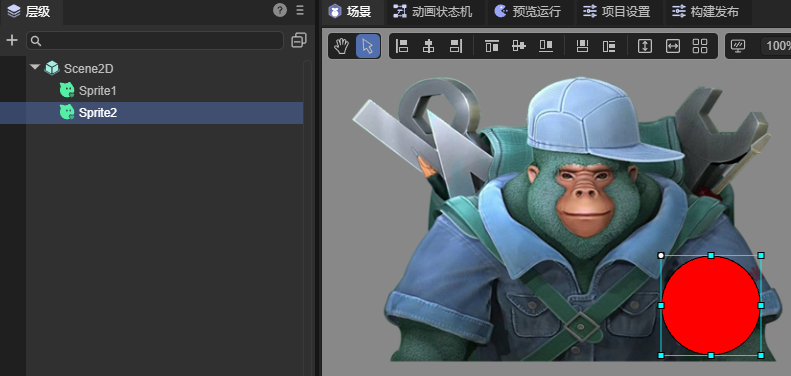 层级
场景
动画状态机
预览运行
项目设置
构建发布
100%
Scene2D
Sprite1
Sprite2